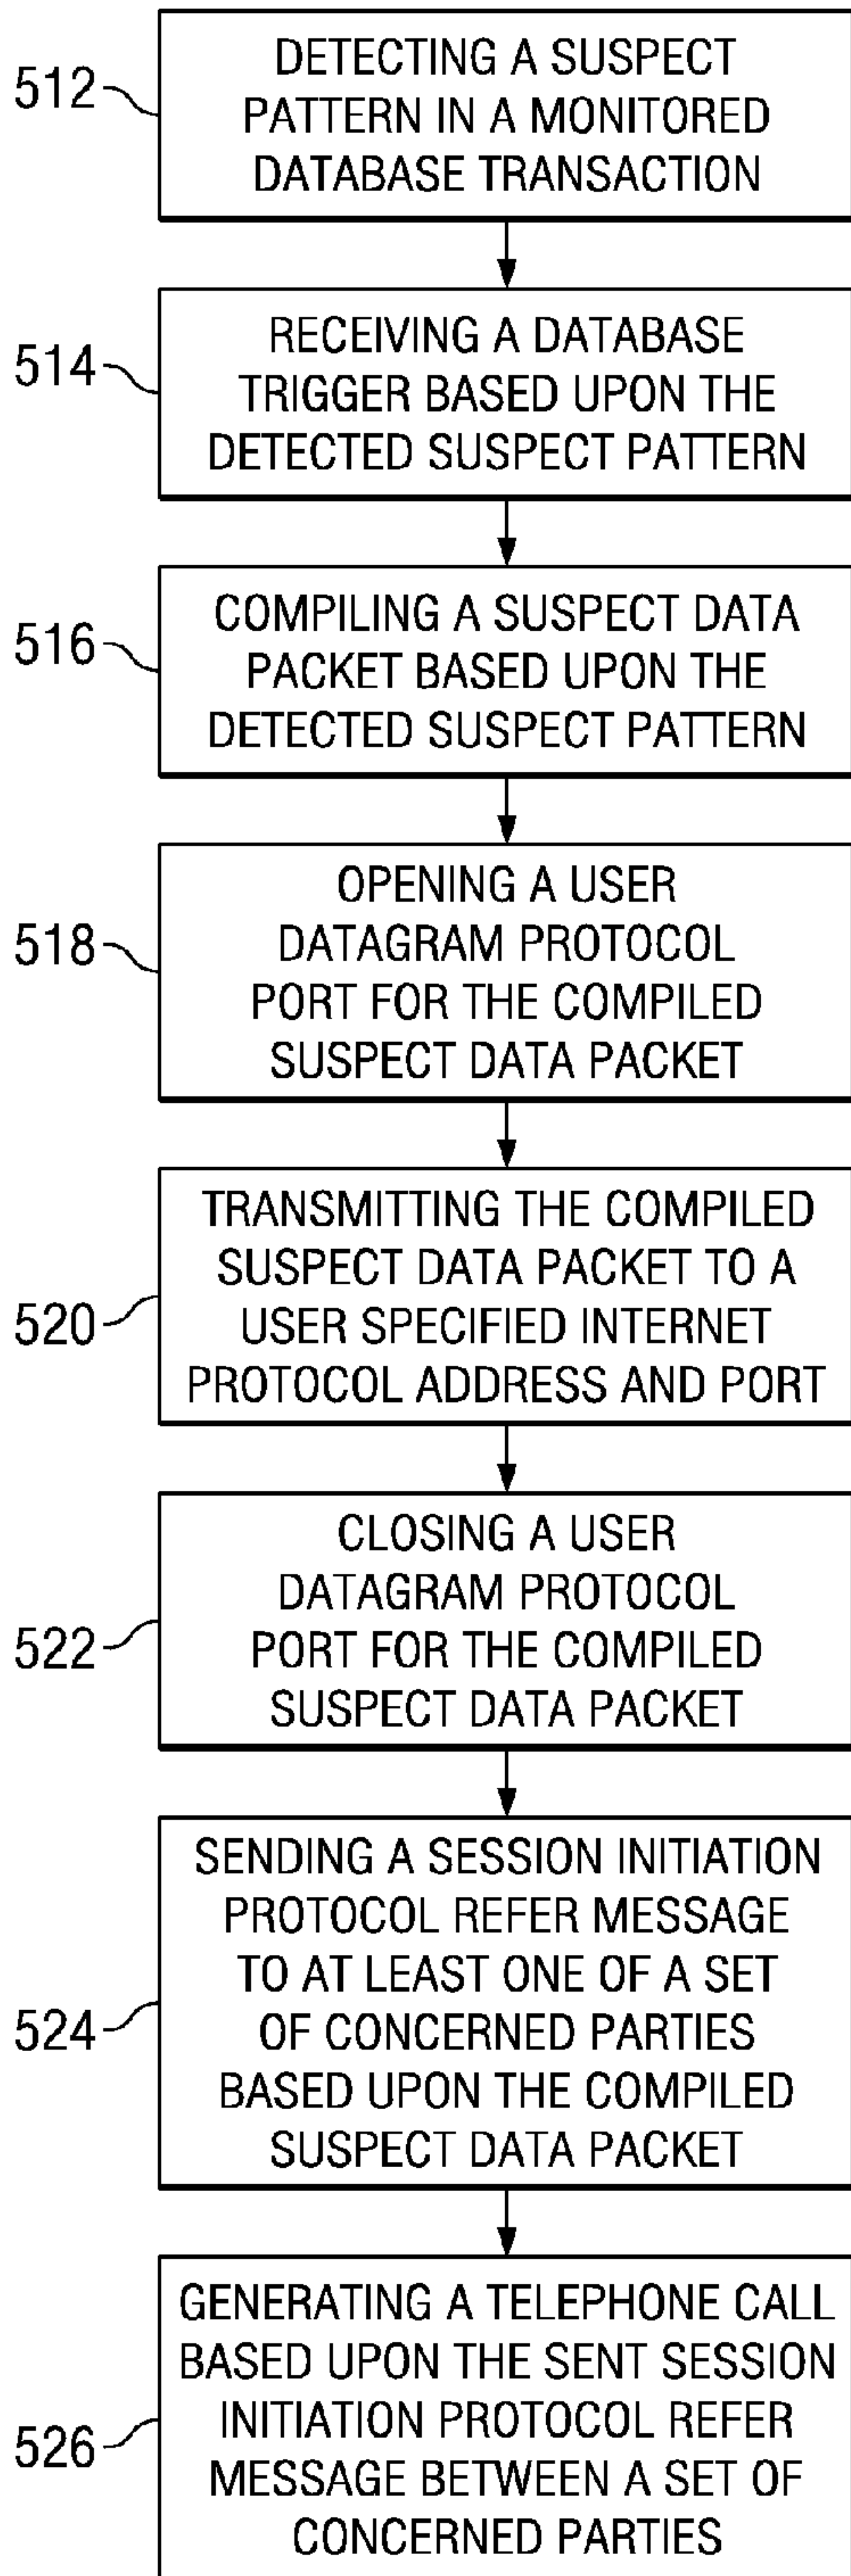 512
DETECTING A SUSPECT
PATTERN IN A MONITORED
DATABASE TRANSACTION
514
RECEIVING A DATABASE
TRIGGER BASED UPON THE
DETECTED SUSPECT PATTERN
516
COMPILING A SUSPECT DATA
PACKET BASED UPON THE
DETECTED SUSPECT PATTERN
518
OPENING A USER
DATAGRAM PROTOCOL
PORT FOR THE COMPILED
SUSPECT DATA PACKET
520
TRANSMITTING THE COMPILED
SUSPECT DATA PACKET TO A
USER SPECIFIED INTERNET
PROTOCOL ADDRESS AND PORT
522
CLOSING A USER
DATAGRAM PROTOCOL
PORT FOR THE COMPILED
SUSPECT DATA PACKET
524
SENDING A SESSION INITIATION
PROTOCOL REFER MESSAGE
TO AT LEAST ONE OF A SET
OF CONCERNED PARTIES
BASED UPON THE COMPILED
SUSPECT DATA PACKET
526
GENERATING A TELEPHONE CALL
BASED UPON THE SENT SESSION
INITIATION PROTOCOL REFER
MESSAGE BETWEEN A SET OF
CONCERNED PARTIES